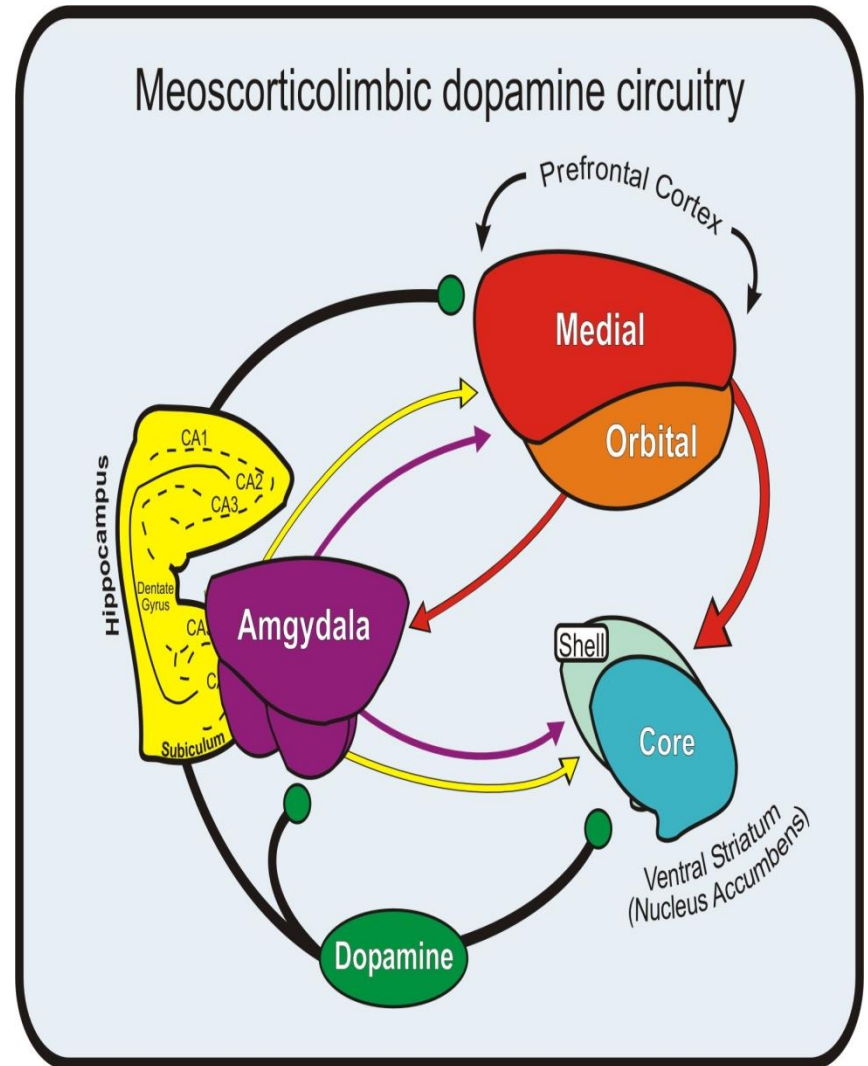 Meoscorticolimbic dopamine circuitry
Prefrontal Cortex
Medial
Orbital
Hippocampus
CA1
CA2
CA3
Dentate
Gyrus
Subiculum
Amgydala
Shell
Core
Ventral Striatum
(Nucleus Accumbens)
Dopamine